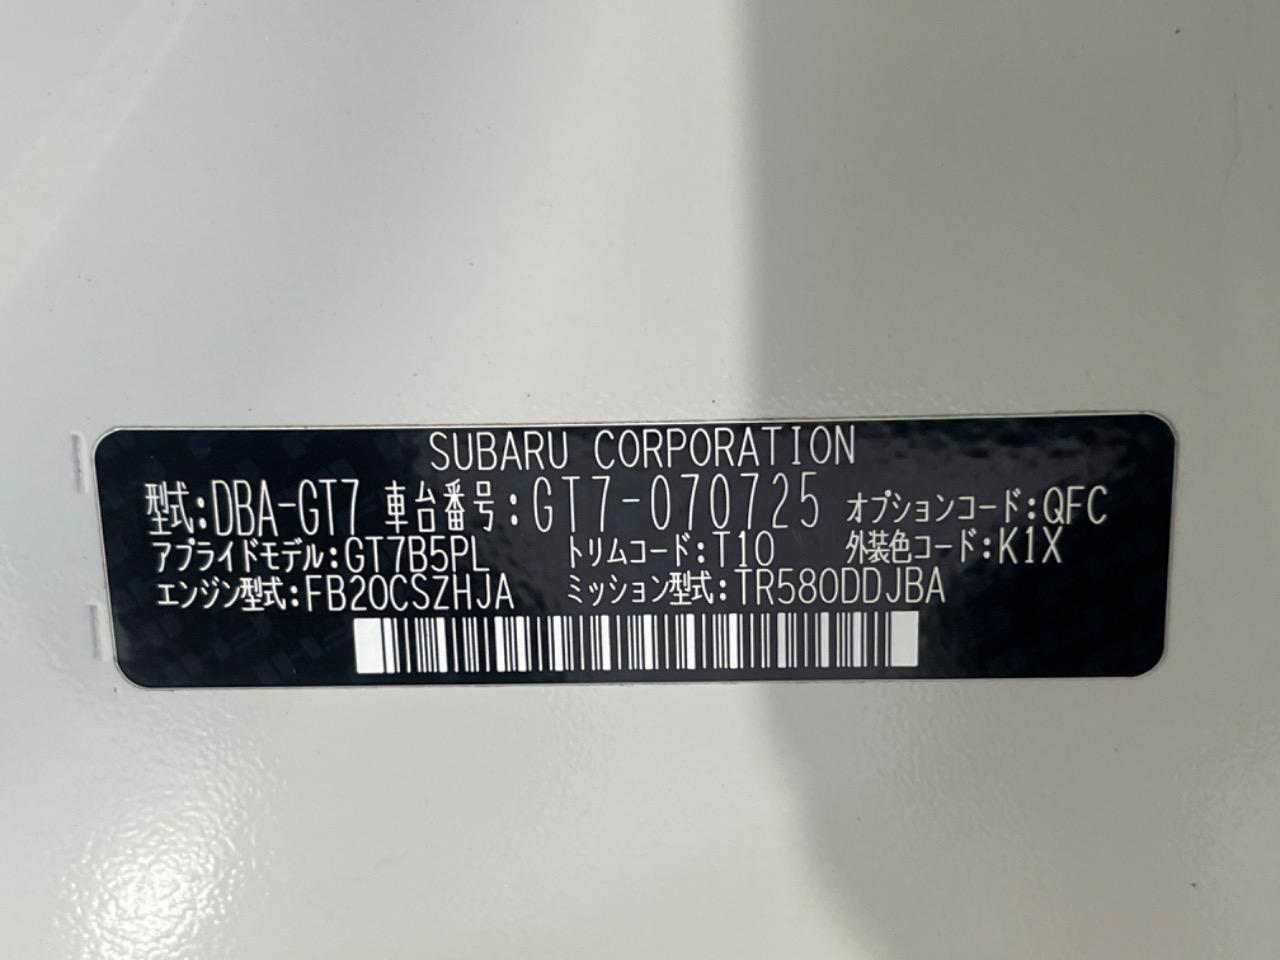 SUBARU CORPORATION
型式:DBA-GT7 車台番号:GT7-070725 オプションコード:QFC
アプライドモデル:GT7B5PL トリムコード:T10 外装色コード:K1X
エンジン型式:FB20CSZHJA ミッション型式:TR580DDJBA